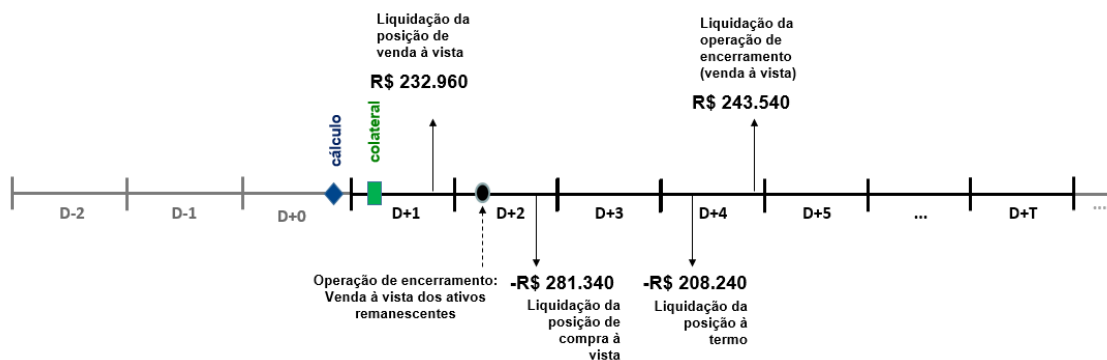 Liquidação da
posição de
venda à vista
R$ 232.960
Liquidação da
operação de
encerramento
(venda à vista)
R$ 243.540
cálculo
colateral
D-2
D-1
D+0
D+1
D+2
D+3
D+4
D+5
...
D+T
...
Operação de encerramento:
Venda à vista dos ativos
remanescentes
-R$ 281.340
Liquidação da
posição de
compra à
vista
-R$ 208.240
Liquidação da
posição à
termo